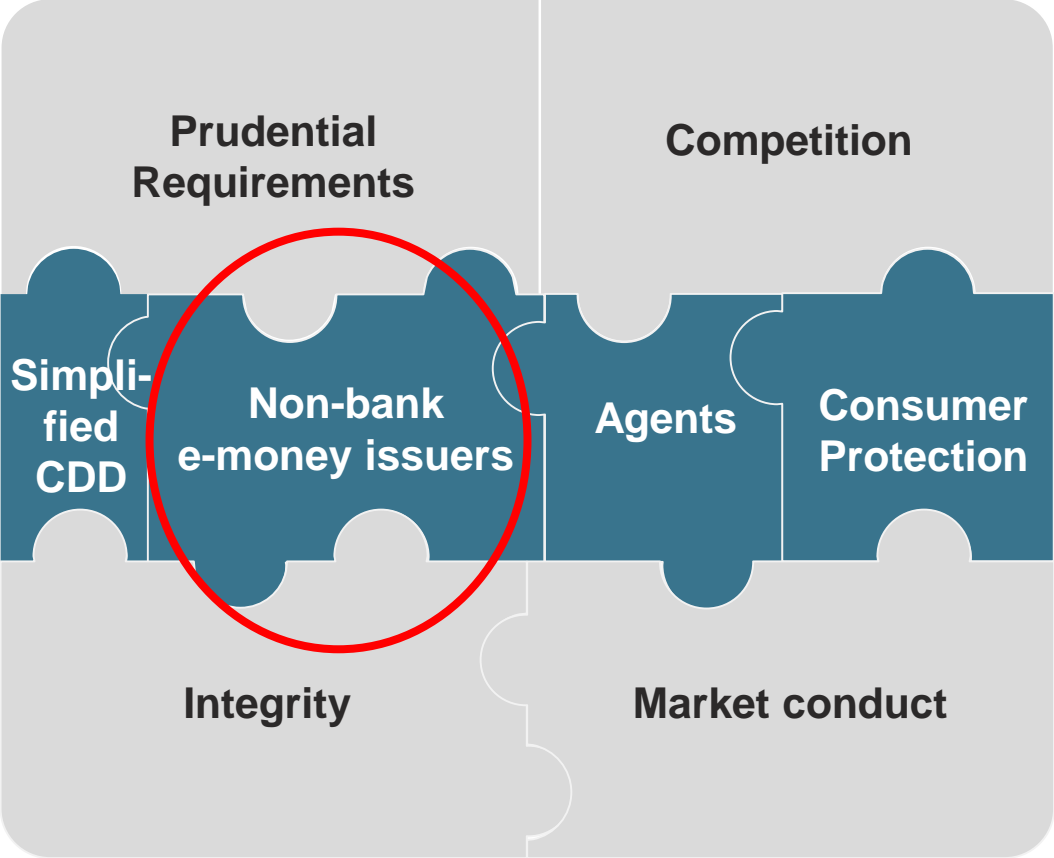 Prudential
Requirements
Competition
Simpli-
fied
CDD
Non-bank
e-money issuers
Agents
Consumer
Protection
Integrity
Market conduct